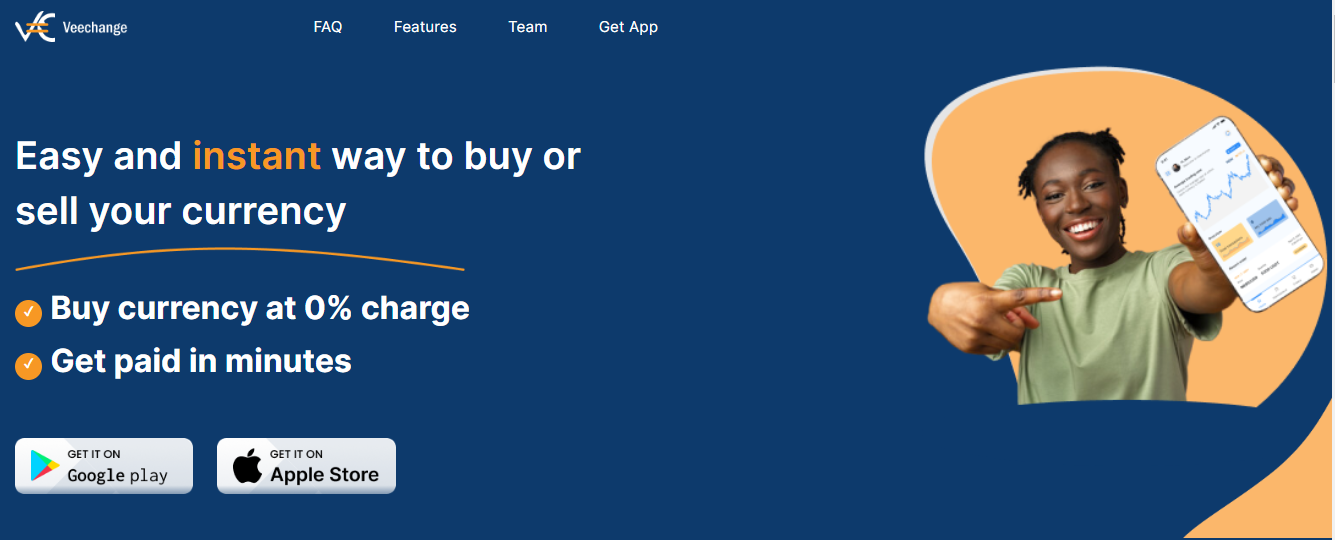 Veechange
FAQ
Features
Team
Get App
Easy and instant way to buy or
sell your currency
Buy currency at 0% charge
Get paid in minutes
GET IT ON
Google play
GET IT ON
Apple Store